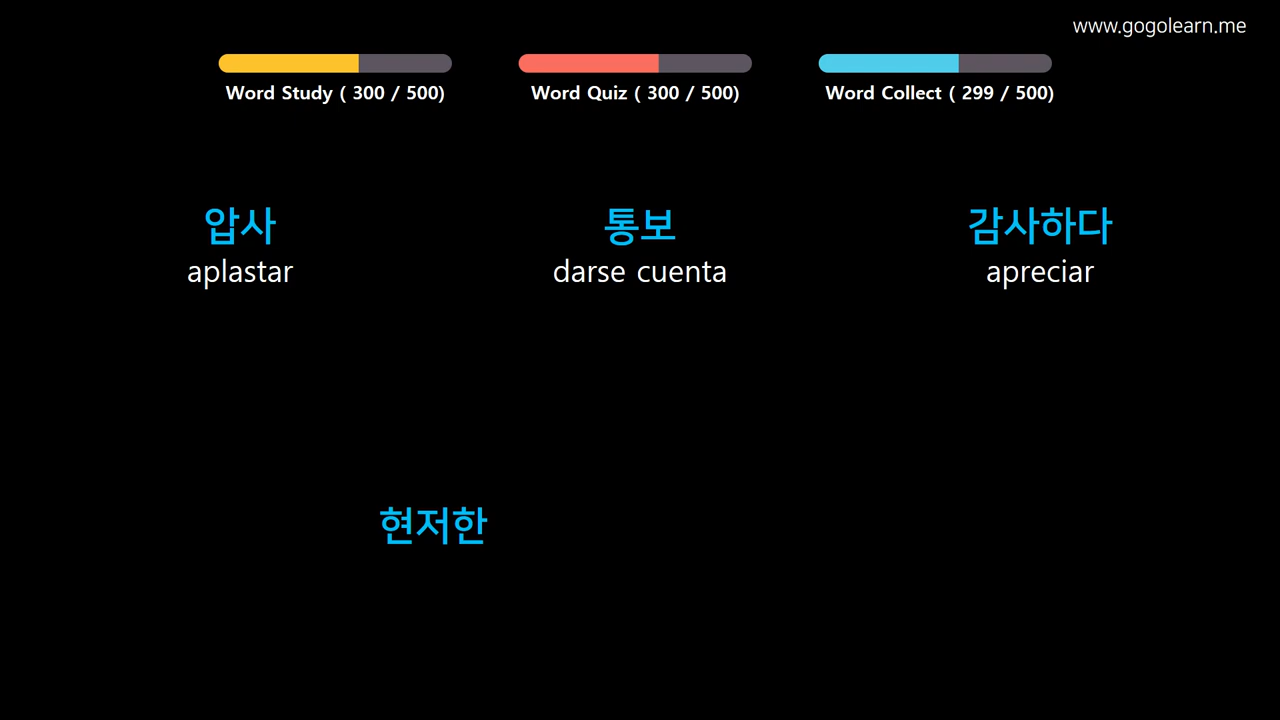 www.gogolearn.me
Word Study ( 300 / 500)
Word Quiz ( 300 / 500)
Word Collect ( 299 / 500)
압사
aplastar
통보
darse cuenta
감사하다
apreciar
현저한